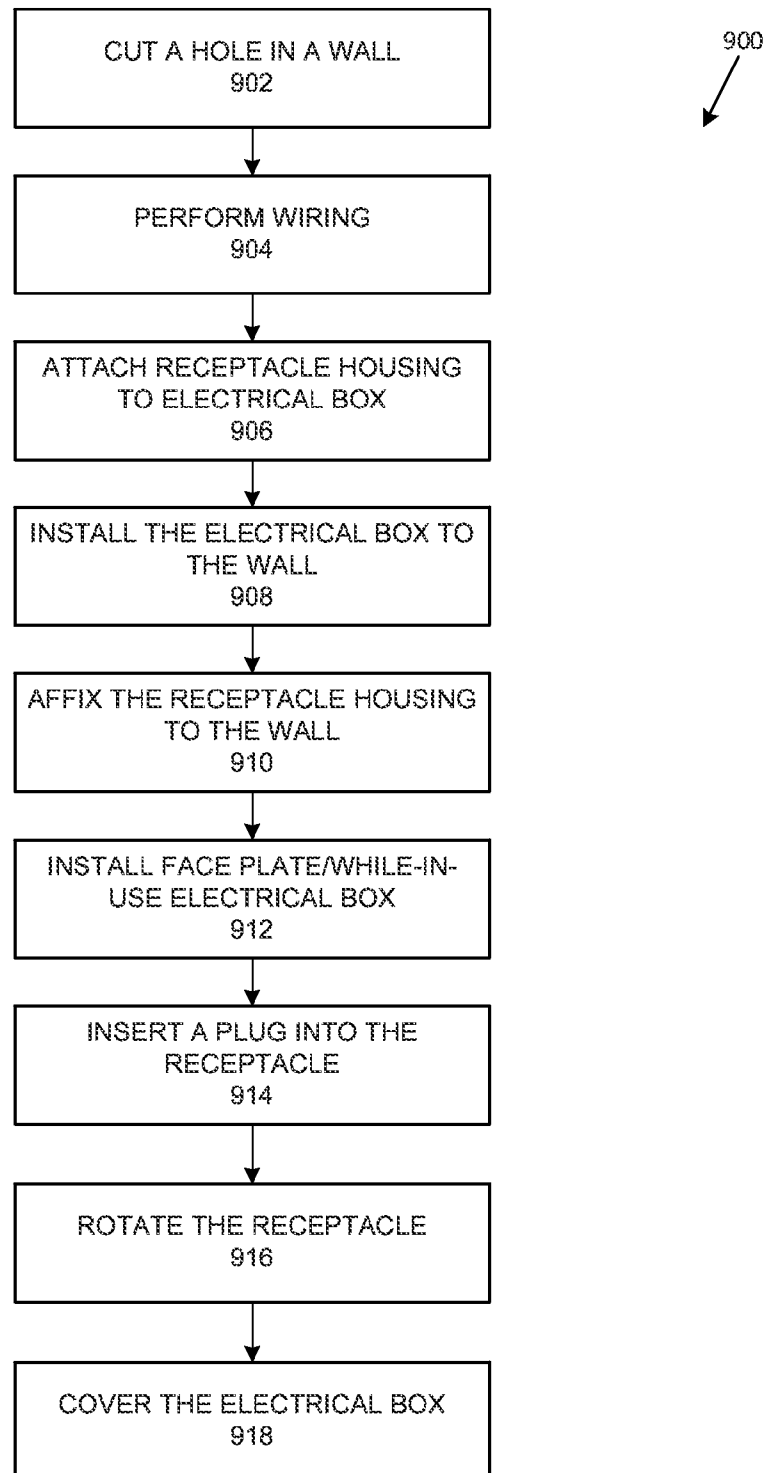 CUT A HOLE IN A WALL
902
900
PERFORM WIRING
904
ATTACH RECEPTACLE HOUSING
TO ELECTRICAL BOX
906
INSTALL THE ELECTRICAL BOX TO
THE WALL
908
AFFIX THE RECEPTACLE HOUSING
TO THE WALL
910
INSTALL FACE PLATE/WHILE-IN-
USE ELECTRICAL BOX
912
INSERT A PLUG INTO THE
RECEPTACLE
914
ROTATE THE RECEPTACLE
916
COVER THE ELECTRICAL BOX
918